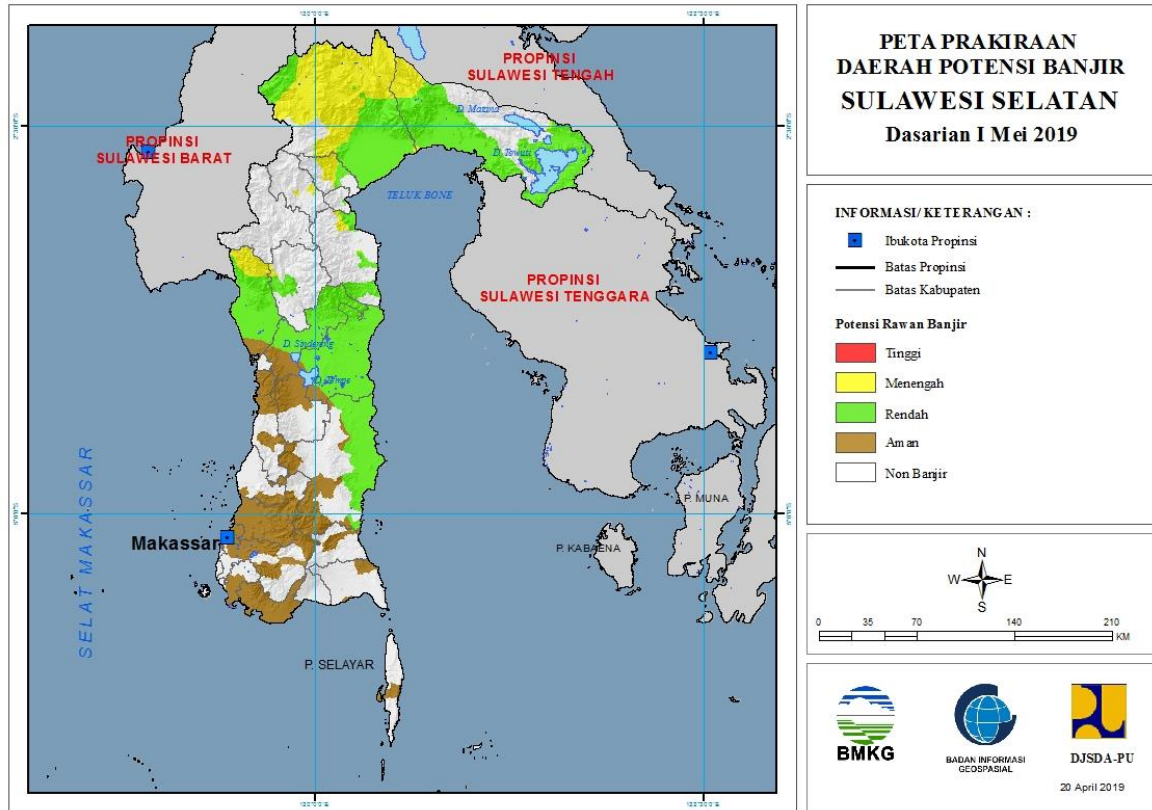 PROPINSI
SULAWESI TENGAH
D. Matana
PROPINSI
SULAWESI BARAT
D. Towuti
TELUK BONE
PROPINSI
SULAWESI TENGGARA
D. Sindereng
D. Tempe
SELAT MAKASSAR
P. MUNA
Makassar
P. KABAENA
P. SELAYAR
PETA PRAKIRAAN
DAERAH POTENSI BANJIR
SULAWESI SELATAN
Dasarian I Mei 2019
INFORMASI/ KETERANGAN :
Ibukota Propinsi
Batas Propinsi
Batas Kabupaten
Potensi Rawan Banjir
Tinggi
Menengah
Rendah
Aman
Non Banjir
N
W E
S
0 35 70 140 210
KM
BMKG
BADAN INFORMASI
GEOSPASIAL
DJSDA-PU
20 April 2019